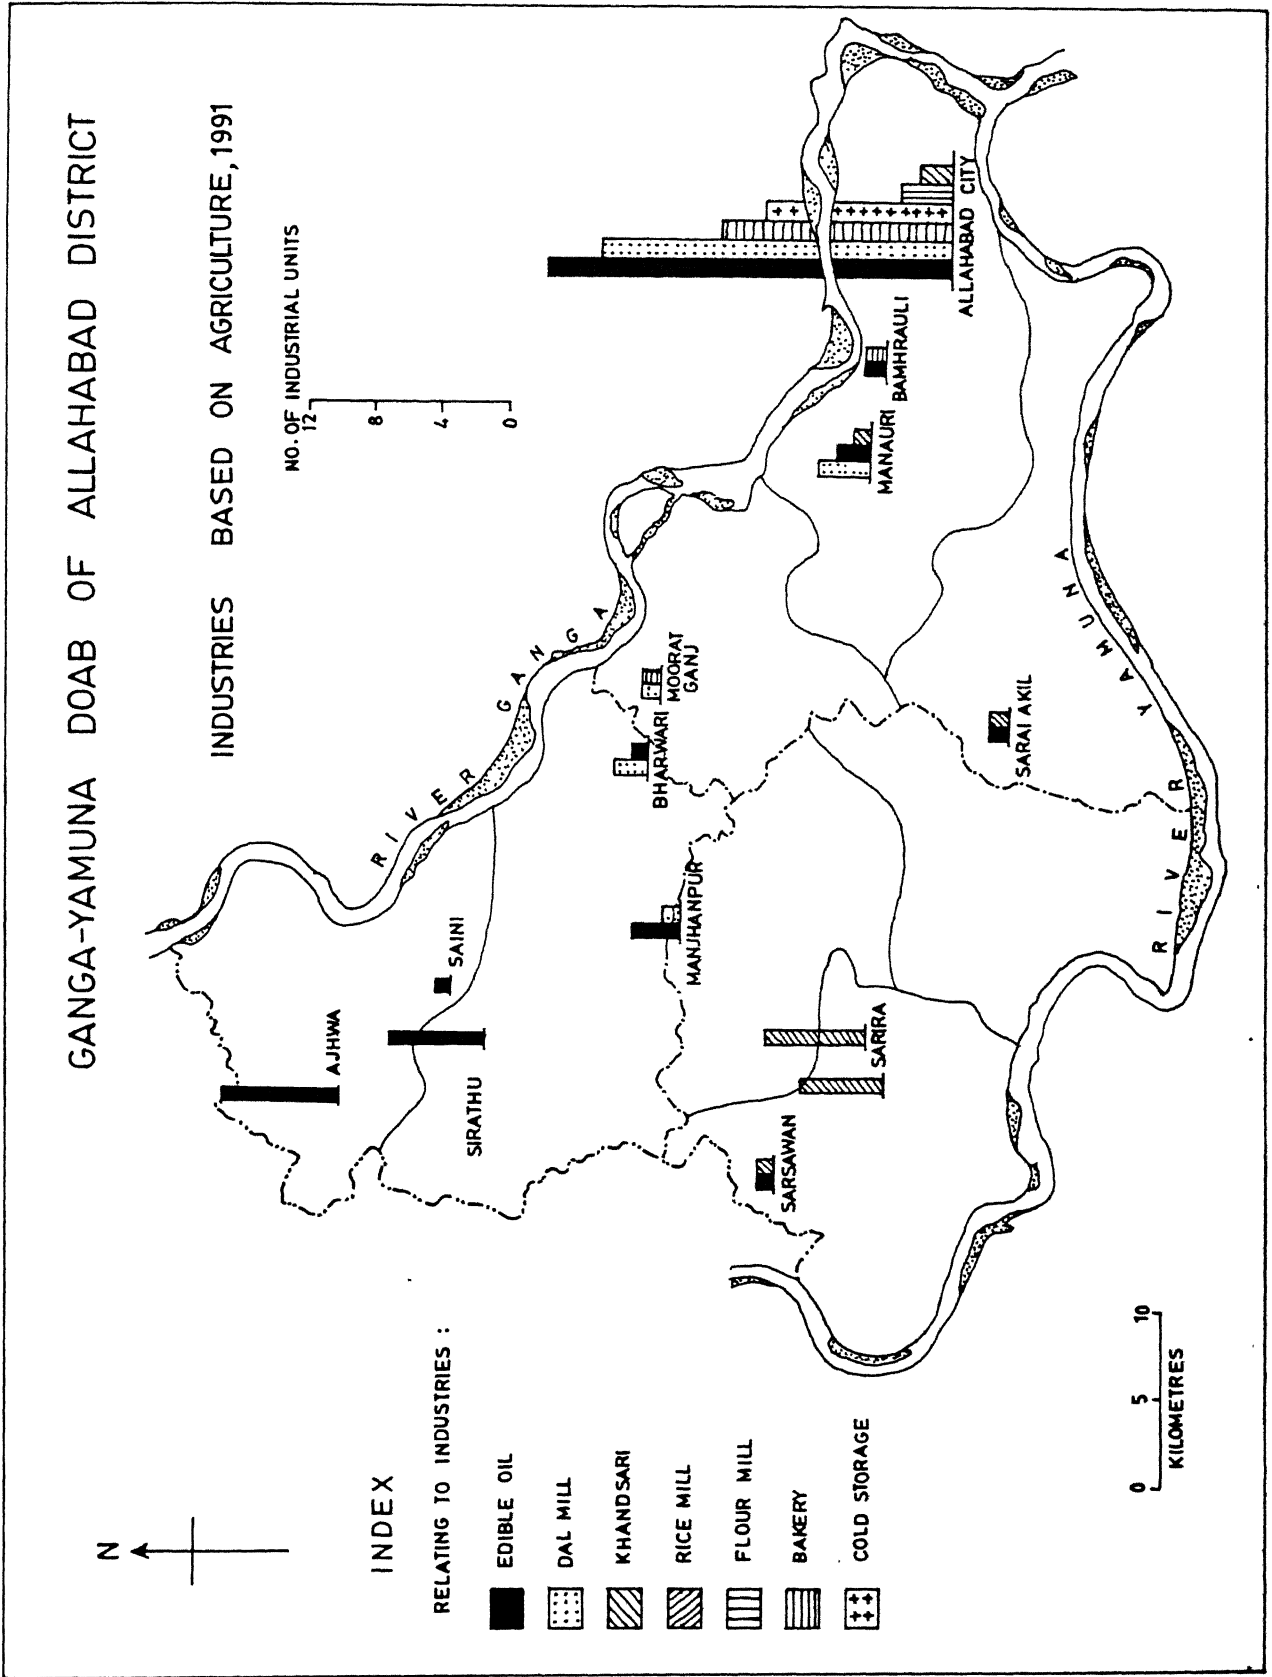 GANGA-YAMUNA DOAB OF ALLAHABAD DISTRICT
INDUSTRIES BASED ON AGRICULTURE, 1991
NO. OF INDUSTRIAL UNITS
12
8
4
0
N
RIVER GANGA
AJHWA
SAINI
SIRATHU
BHARWARI
MOORAT
GANJ
MANJHANPUR
MANAURI
BAMHRAULI
ALLAHABAD CITY
SARSAWAN
SARIRA
SARAI AKIL
RIVER YAMUNA
INDEX
RELATING TO INDUSTRIES :
EDIBLE OIL
DAL MILL
KHANDSARI
RICE MILL
FLOUR MILL
BAKERY
COLD STORAGE
0 5 10
KILOMETRES